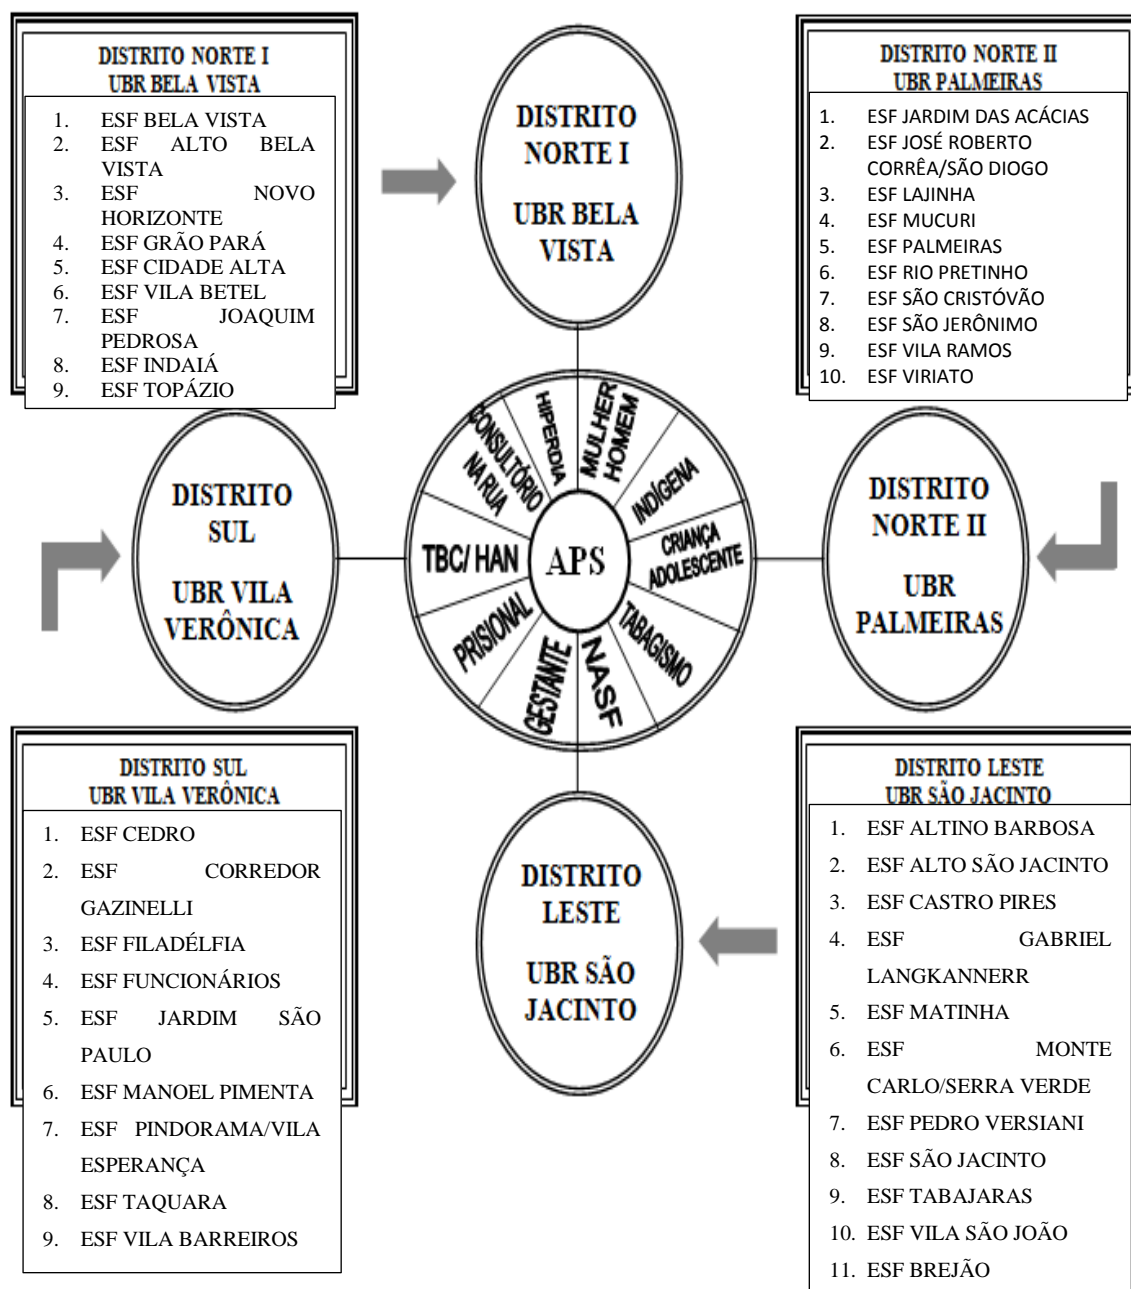 DISTRITO NORTE I
UBR BELA VISTA
1. ESF BELA VISTA
2. ESF ALTO BELA
VISTA
3. ESF NOVO
HORIZONTE
4. ESF GRÃO PARÁ
5. ESF CIDADE ALTA
6. ESF VILA BETEL
7. ESF JOAQUIM
PEDROSA
8. ESF INDAIÁ
9. ESF TOPÁZIO
DISTRITO
NORTE I
UBR BELA
VISTA
DISTRITO NORTE II
UBR PALMEIRAS
1. ESF JARDIM DAS ACÁCIAS
2. ESF JOSÉ ROBERTO
CORRÊA/SÃO DIOGO
3. ESF LAJINHA
4. ESF MUCURI
5. ESF PALMEIRAS
6. ESF RIO PRETINHO
7. ESF SÃO CRISTÓVÃO
8. ESF SÃO JERÔNIMO
9. ESF VILA RAMOS
10. ESF VIRIATO
DISTRITO
SUL
UBR VILA
VERÔNICA
APS
MULHER
HOMEM
INDÍGENA
CRIANÇA
ADOLESCENTE
TABAGISMO
NASF
GESTANTE
PRISIONAL
TBC/ HAN
CONSULTÓRIO
NA RUA
HIPERDIA
DISTRITO
NORTE II
UBR
PALMEIRAS
DISTRITO SUL
UBR VILA VERÔNICA
1. ESF CEDRO
2. ESF CORREDOR
GAZINELLI
3. ESF FILADÉLFIA
4. ESF FUNCIONÁRIOS
5. ESF JARDIM SÃO
PAULO
6. ESF MANOEL PIMENTA
7. ESF PINDORAMA/VILA
ESPERANÇA
8. ESF TAQUARA
9. ESF VILA BARREIROS
DISTRITO
LESTE
UBR SÃO
JACINTO
DISTRITO LESTE
UBR SÃO JACINTO
1. ESF ALTINO BARBOSA
2. ESF ALTO SÃO JACINTO
3. ESF CASTRO PIRES
4. ESF GABRIEL
LANGKANNERR
5. ESF MATINHA
6. ESF MONTE
CARLO/SERRA VERDE
7. ESF PEDRO VERSIANI
8. ESF SÃO JACINTO
9. ESF TABAJARAS
10. ESF VILA SÃO JOÃO
11. ESF BREJÃO